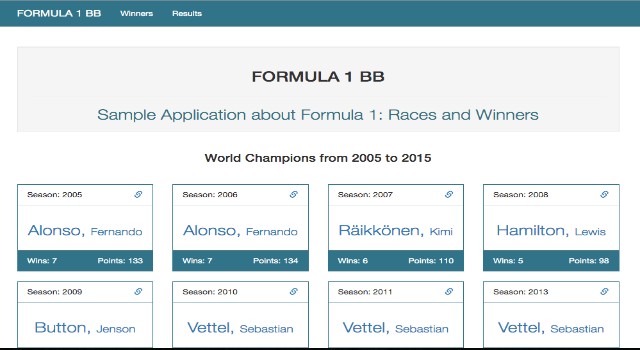 FORMULA 1 BB Winners Results
FORMULA 1 BB
Sample Application about Formula 1: Races and Winners
World Champions from 2005 to 2015
Season: 2005 Season: 2006 Season: 2007 Season: 2008
Alonso, Fernando Alonso, Fernando Räikkönen, Kimi Hamilton, Lewis
Wins: 7 Points: 133 Wins: 7 Points: 134 Wins: 6 Points: 110 Wins: 5 Points: 98
Season: 2009 Season: 2010 Season: 2011 Season: 2013
Button, Jenson Vettel, Sebastian Vettel, Sebastian Vettel, Sebastian